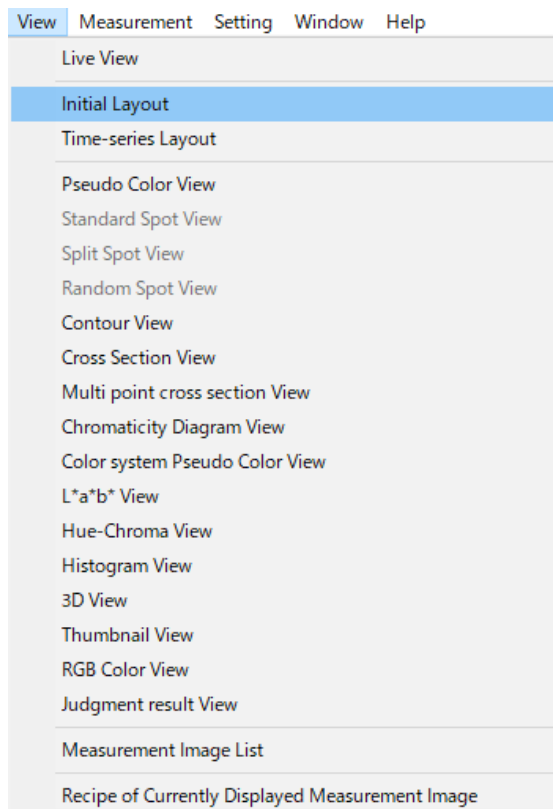 View Measurement Setting Window Help
Live View
Initial Layout
Time-series Layout
Pseudo Color View
Standard Spot View
Split Spot View
Random Spot View
Contour View
Cross Section View
Multi point cross section View
Chromaticity Diagram View
Color system Pseudo Color View
L*a*b* View
Hue-Chroma View
Histogram View
3D View
Thumbnail View
RGB Color View
Judgment result View
Measurement Image List
Recipe of Currently Displayed Measurement Image